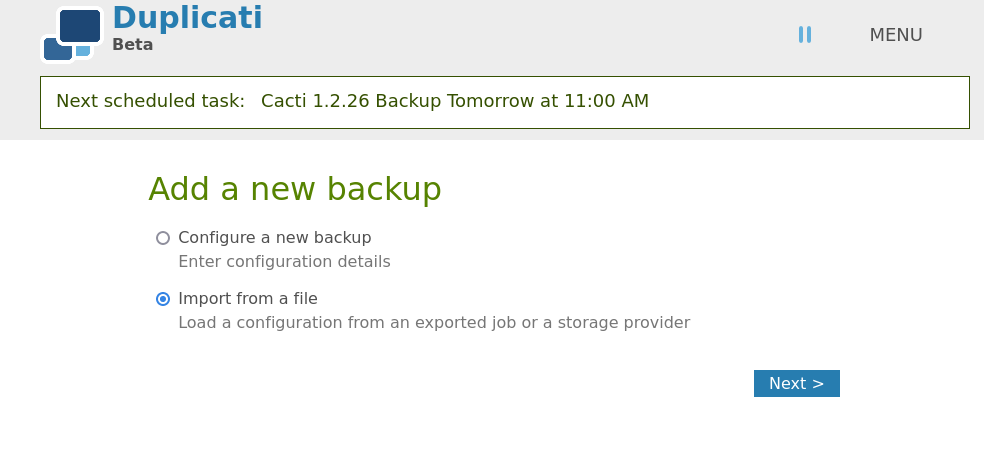 Duplicati
Beta
MENU
Next scheduled task: Cacti 1.2.26 Backup Tomorrow at 11:00 AM
Add a new backup
Configure a new backup
Enter configuration details
Import from a file
Load a configuration from an exported job or a storage provider
Next >